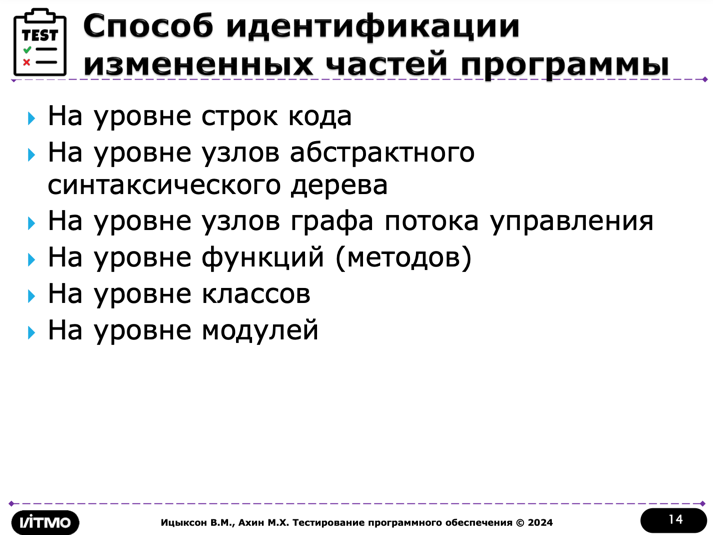 TEST
Способ идентификации
измененных частей программы
На уровне строк кода
На уровне узлов абстрактного
синтаксического дерева
На уровне узлов графа потока управления
На уровне функций (методов)
На уровне классов
На уровне модулей
ИТМО
Ицыксон В.М., Ахин М.Х. Тестирование программного обеспечения © 2024
14